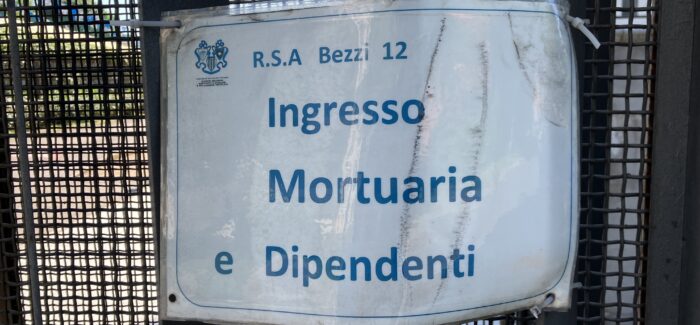 R.S.A Bezzi 12
Ingresso
Mortuaria
e Dipendenti